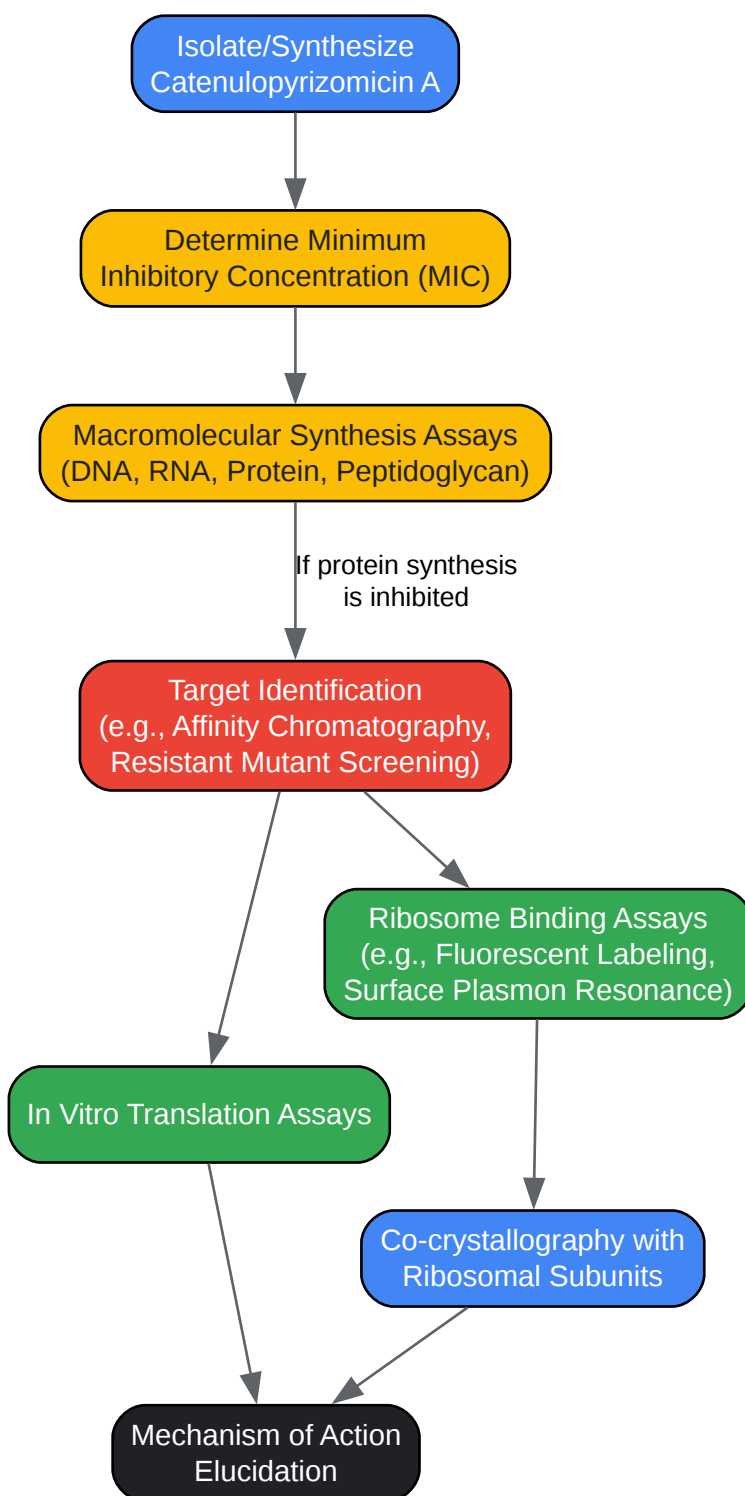 Isolate/Synthesize
Catenulopyrizomicin A
Determine Minimum
Inhibitory Concentration (MIC)
Macromolecular Synthesis Assays
(DNA, RNA, Protein, Peptidoglycan)
If protein synthesis
is inhibited
Target Identification
(e.g., Affinity Chromatography,
Resistant Mutant Screening)
Ribosome Binding Assays
(e.g., Fluorescent Labeling,
Surface Plasmon Resonance)
In Vitro Translation Assays
Co-crystallography with
Ribosomal Subunits
Mechanism of Action
Elucidation